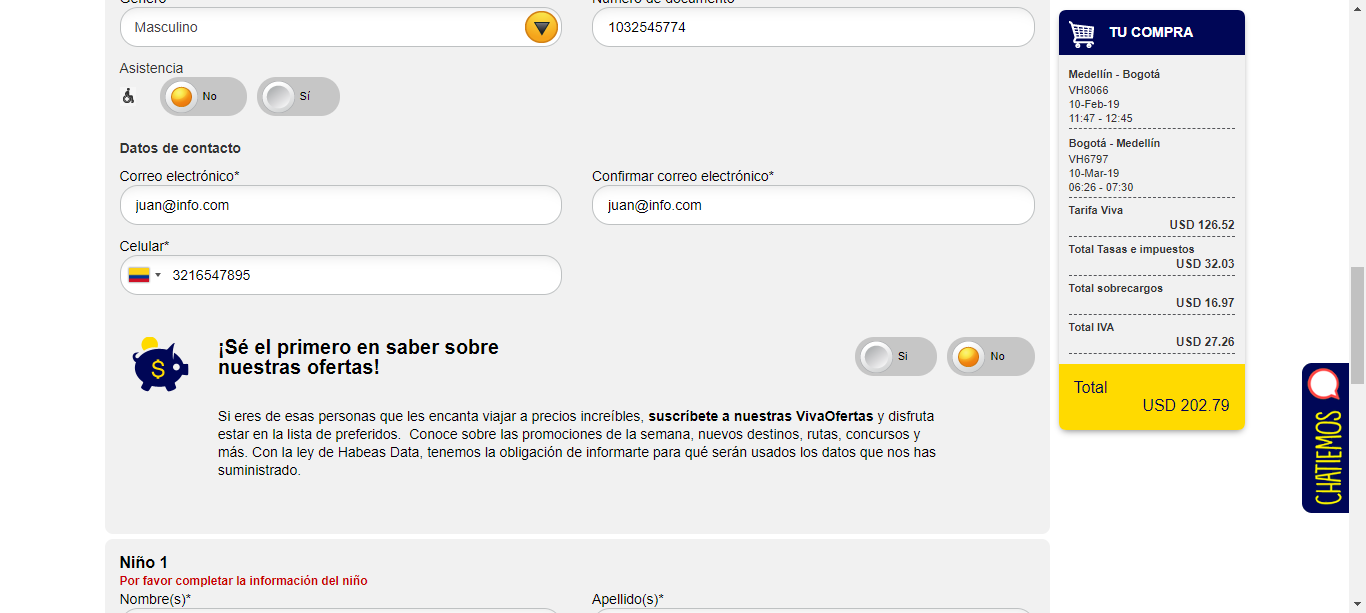 Género
Número de documento
Masculino
1032545774
Asistencia
No
Sí
Datos de contacto
Correo electrónico*
Confirmar correo electrónico*
juan@info.com
juan@info.com
Celular*
3216547895
¡Sé el primero en saber sobre
nuestras ofertas!
Si
No
Si eres de esas personas que les encanta viajar a precios increíbles, suscríbete a nuestras VivaOfertas y disfruta
estar en la lista de preferidos. Conoce sobre las promociones de la semana, nuevos destinos, rutas, concursos y
más. Con la ley de Habeas Data, tenemos la obligación de informarte para qué serán usados los datos que nos has
suministrado.
Niño 1
Por favor completar la información del niño
Nombre(s)*
Apellido(s)*
TU COMPRA
Medellín - Bogotá
VH8066
10-Feb-19
11:47 - 12:45
Bogotá - Medellín
VH6797
10-Mar-19
06:26 - 07:30
Tarifa Viva
USD 126.52
Total Tasas e impuestos
USD 32.03
Total sobrecargos
USD 16.97
Total IVA
USD 27.26
Total
USD 202.79
CHATIEMOS